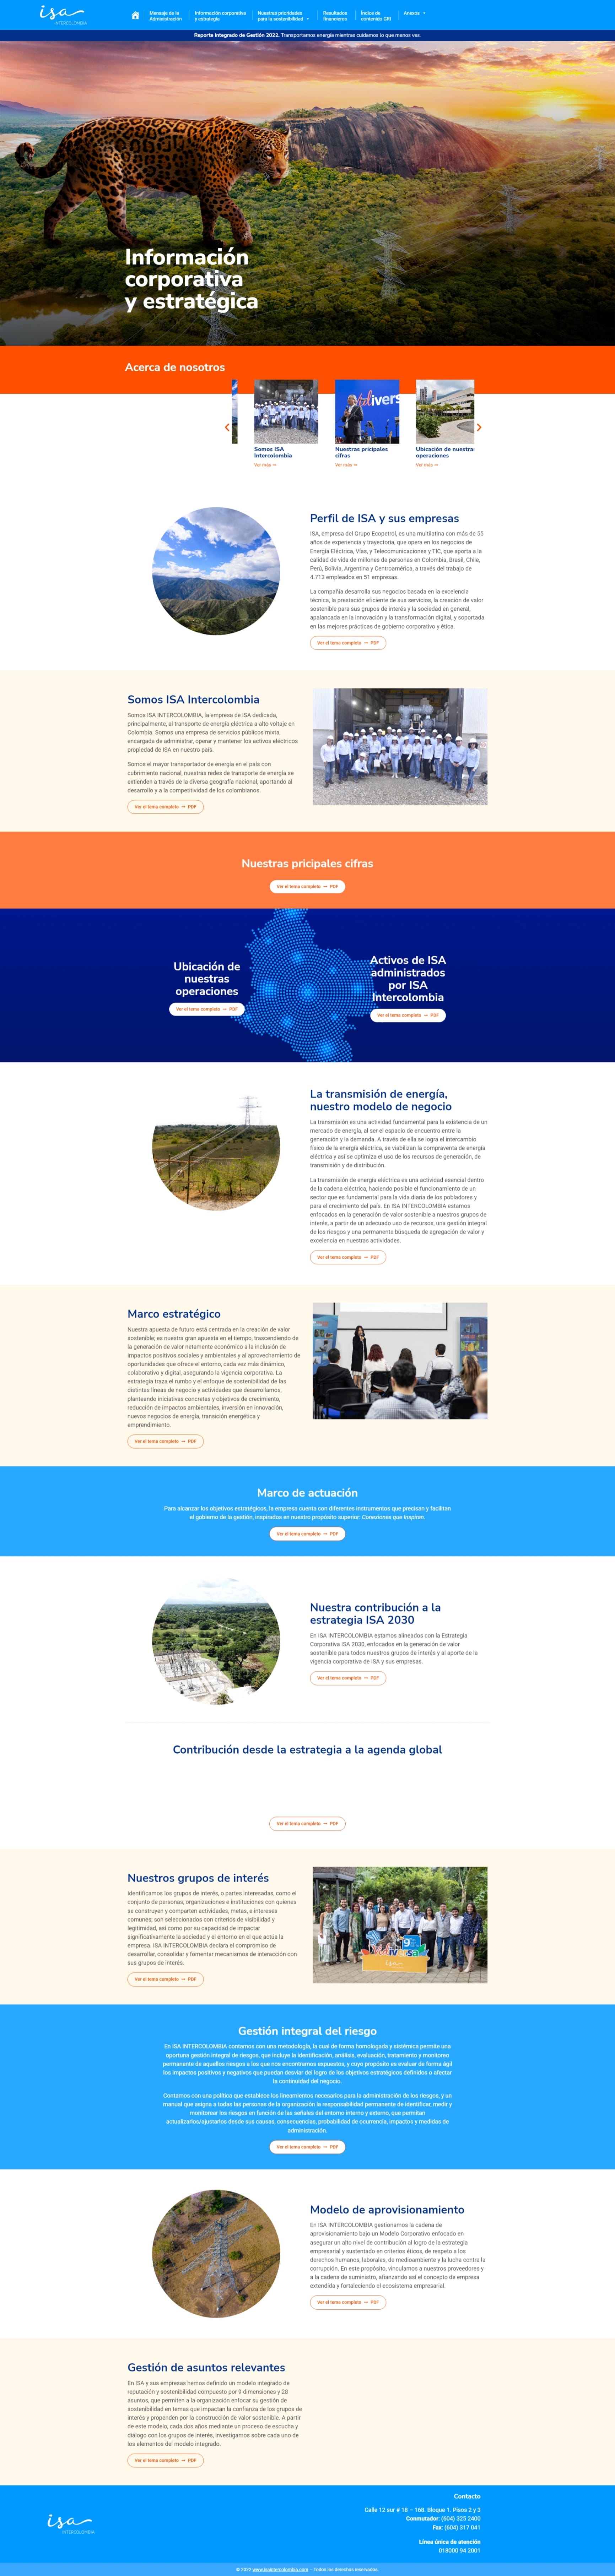 isa
INTERCOLOMBIA
Mensaje de la
Administración
Información corporativa
y estrategia
Nuestras prioridades
para la sostenibilidad
Resultados
financieros
Índice de
contenido GRI
Anexos
Reporte Integrado de Gestión 2022. Transportamos energía mientras cuidamos lo que menos ves.
Información
corporativa
y estratégica
Acerca de nosotros
Somos ISA
Intercolombia
Ver más ➞
Nuestras pricipales
cifras
Ver más ➞
Ubicación de nuestras
operaciones
Ver más ➞
Perfil de ISA y sus empresas
ISA, empresa del Grupo Ecopetrol, es una multilatina con más de 55
años de experiencia y trayectoria, que opera en los negocios de
Energía Eléctrica, Vías, y Telecomunicaciones y TIC, que aporta a la
calidad de vida de millones de personas en Colombia, Brasil, Chile,
Perú, Bolivia, Argentina y Centroamérica, a través del trabajo de
4.713 empleados en 51 empresas.
La compañía desarrolla sus negocios basada en la excelencia
técnica, la prestación eficiente de sus servicios, la creación de valor
sostenible para sus grupos de interés y la sociedad en general,
apalancada en la innovación y la transformación digital, y soportada
en las mejores prácticas de gobierno corporativo y ética.
Ver el tema completo ➞ PDF
Somos ISA Intercolombia
Somos ISA INTERCOLOMBIA, la empresa de ISA dedicada,
principalmente, al transporte de energía eléctrica a alto voltaje en
Colombia. Somos una empresa de servicios públicos mixta,
encargada de administrar, operar y mantener los activos eléctricos
propiedad de ISA en nuestro país.
Somos el mayor transportador de energía en el país con
cubrimiento nacional, nuestras redes de transporte de energía se
extienden a través de la diversa geografía nacional, aportando al
desarrollo y a la competitividad de los colombianos.
Ver el tema completo ➞ PDF
Nuestras pricipales cifras
Ver el tema completo ➞ PDF
Ubicación de
nuestras
operaciones
Ver el tema completo ➞ PDF
Activos de ISA
administrados
por ISA
Intercolombia
Ver el tema completo ➞ PDF
La transmisión de energía,
nuestro modelo de negocio
La transmisión es una actividad fundamental para la existencia de un
mercado de energía, al ser el espacio de encuentro entre la
generación y la demanda. A través de ella se logra el intercambio
físico de la energía eléctrica, se viabilizan la compraventa de energía
eléctrica y así se optimiza el uso de los recursos de generación, de
transmisión y de distribución.
La transmisión de energía eléctrica es una actividad esencial dentro
de la cadena eléctrica, haciendo posible el funcionamiento de un
sector que es fundamental para la vida diaria de los pobladores y
para el crecimiento del país. En ISA INTERCOLOMBIA estamos
enfocados en la generación de valor sostenible a nuestros grupos de
interés, a partir de un adecuado uso de recursos, una gestión integral
de los riesgos y una permanente búsqueda de agregación de valor y
excelencia en nuestras actividades.
Ver el tema completo ➞ PDF
Marco estratégico
Nuestra apuesta de futuro está centrada en la creación de valor
sostenible; es nuestra gran apuesta en el tiempo, trascendiendo de
la generación de valor netamente económico a la inclusión de
impactos positivos sociales y ambientales y al aprovechamiento de
oportunidades que ofrece el entorno, cada vez más dinámico,
colaborativo y digital, asegurando la vigencia corporativa. La
estrategia traza el rumbo y el enfoque de sostenibilidad de las
distintas líneas de negocio y actividades que desarrollamos,
planteando iniciativas concretas y objetivos de crecimiento,
reducción de impactos ambientales, inversión en innovación,
nuevos negocios de energía, transición energética y
emprendimiento.
Ver el tema completo ➞ PDF
Marco de actuación
Para alcanzar los objetivos estratégicos, la empresa cuenta con diferentes instrumentos que precisan y facilitan
el gobierno de la gestión, inspirados en nuestro propósito superior: Conexiones que Inspiran.
Ver el tema completo ➞ PDF
Nuestra contribución a la
estrategia ISA 2030
En ISA INTERCOLOMBIA estamos alineados con la Estrategia
Corporativa ISA 2030, enfocados en la generación de valor
sostenible para todos nuestros grupos de interés y al aporte de la
vigencia corporativa de ISA y sus empresas.
Ver el tema completo ➞ PDF
Contribución desde la estrategia a la agenda global
Ver el tema completo ➞ PDF
Nuestros grupos de interés
Identificamos los grupos de interés, o partes interesadas, como el
conjunto de personas, organizaciones e instituciones con quienes
se construyen y comparten actividades, metas, e intereses
comunes; son seleccionados con criterios de visibilidad y
legitimidad, así como por su capacidad de impactar
significativamente la sociedad y el entorno en el que actúa la
empresa. ISA INTERCOLOMBIA declara el compromiso de
desarrollar, consolidar y fomentar mecanismos de interacción con
sus grupos de interés.
Ver el tema completo ➞ PDF
Gestión integral del riesgo
En ISA INTERCOLOMBIA contamos con una metodología, la cual de forma homologada y sistémica permite una
oportuna gestión integral de riesgos, que incluye la identificación, análisis, evaluación, tratamiento y monitoreo
permanente de aquellos riesgos a los que nos encontramos expuestos, y cuyo propósito es evaluar de forma ágil
los impactos positivos y negativos que puedan desviar del logro de los objetivos estratégicos definidos o afectar
la continuidad del negocio.
Contamos con una política que establece los lineamientos necesarios para la administración de los riesgos, y un
manual que asigna a todas las personas de la organización la responsabilidad permanente de identificar, medir y
monitorear los riesgos en función de las señales del entorno interno y externo, que permitan
actualizarlos/ajustarlos desde sus causas, consecuencias, probabilidad de ocurrencia, impactos y medidas de
administración.
Ver el tema completo ➞ PDF
Modelo de aprovisionamiento
En ISA INTERCOLOMBIA gestionamos la cadena de
aprovisionamiento bajo un Modelo Corporativo enfocado en
asegurar un alto nivel de contribución al logro de la estrategia
empresarial y sustentado en criterios éticos, de respeto a los
derechos humanos, laborales, de medioambiente y la lucha contra la
corrupción. En este propósito, vinculamos a nuestros proveedores y
a la cadena de suministro, afianzando así el concepto de empresa
extendida y fortaleciendo el ecosistema empresarial.
Ver el tema completo ➞ PDF
Gestión de asuntos relevantes
En ISA y sus empresas hemos definido un modelo integrado de
reputación y sostenibilidad compuesto por 9 dimensiones y 28
asuntos, que permiten a la organización enfocar su gestión de
sostenibilidad en temas que impactan la confianza de los grupos de
interés y propenden por la construcción de valor sostenible. A partir
de este modelo, cada dos años mediante un proceso de escucha y
diálogo con los grupos de interés, investigamos sobre cada uno de
los elementos del modelo integrado.
Ver el tema completo ➞ PDF
isa
INTERCOLOMBIA
Contacto
Calle 12 sur # 18 – 168. Bloque 1. Pisos 2 y 3
Conmutador: (604) 325 2400
Fax: (604) 317 041
Línea única de atención
018000 94 2001
© 2023 www.isaintercolombia.com – Todos los derechos reservados.